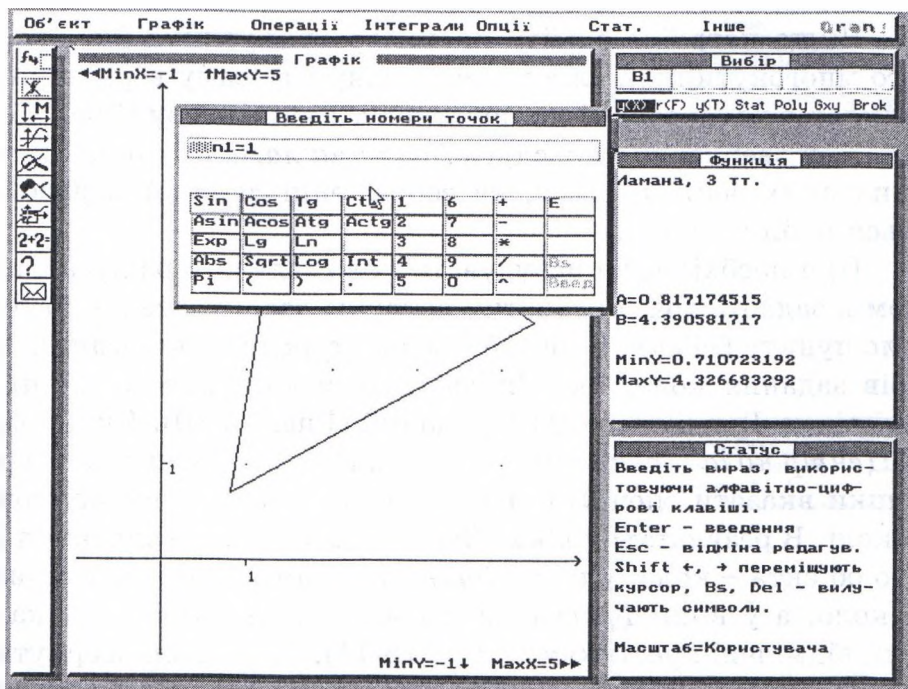 Об'єкт Графік Операції Інтеграли Опції Стат. Інше Gran1
Графік
◄◄MinX=-1 ↑MaxY=5
Введіть номери точок
n1=1
Sin Cos Tg Ctg 1 6 + E
Asin Acos Atg Actg 2 7 -
Exp Lg Ln 3 8 *
Abs Sqrt Log Int 4 9 / Bs
Pi ( ) . 5 0 ^ Введ
1
1
MinY=-1↓ MaxX=5►►
2+2=
?
Вибір
B1
y(X) r(F) y(T) Stat Poly Gxy Brok
Функція
Ламана, 3 тт.
A=0.817174515
B=4.390581717
MinY=0.710723192
MaxY=4.326683292
Статус
Введіть вираз, викорис-
товуючи алфавітно-циф-
рові клавіші.
Enter - введення
Esc - відміна редагув.
Shift ←, → переміщують
курсор, Bs, Del - вилу-
чають символи.
Масштаб=Користувача